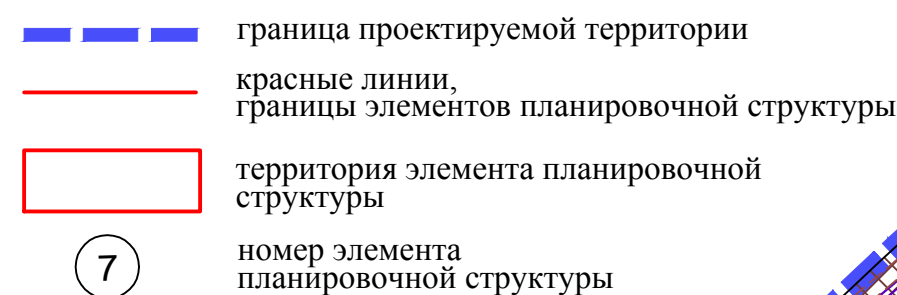 граница проектируемой территории
красные линии,
границы элементов планировочной структуры
территория элемента планировочной
структуры
7
номер элемента
планировочной структуры